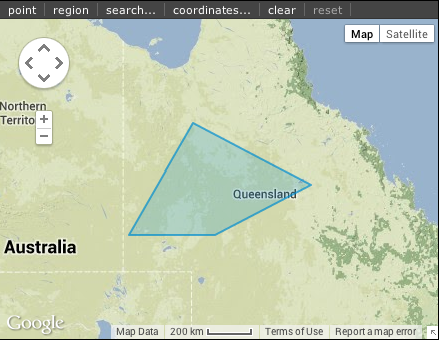 point region search... coordinates... clear reset
Map Satellite
Northern
Territory
Queensland
Australia
Google
Map Data 200 km Terms of Use Report a map error